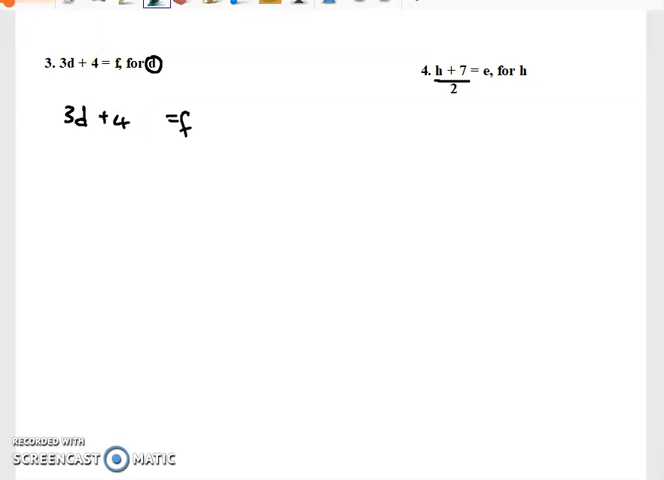 3. 3d + 4 = f, for d
3d + 4 = f
4. h + 7 = e, for h
2
RECORDED WITH
SCREENCAST MATIC